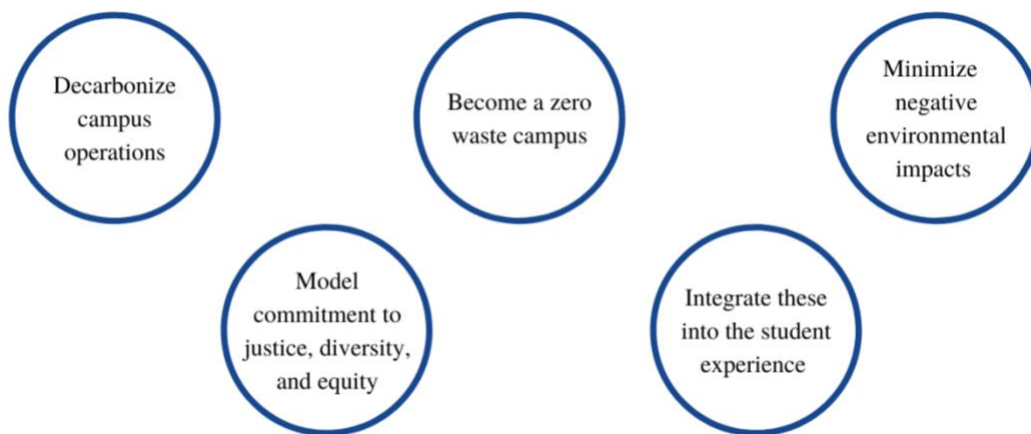 Decarbonize
campus
operations
Become a zero
waste campus
Minimize
negative
environmental
impacts
Model
commitment to
justice, diversity,
and equity
Integrate these
into the student
experience